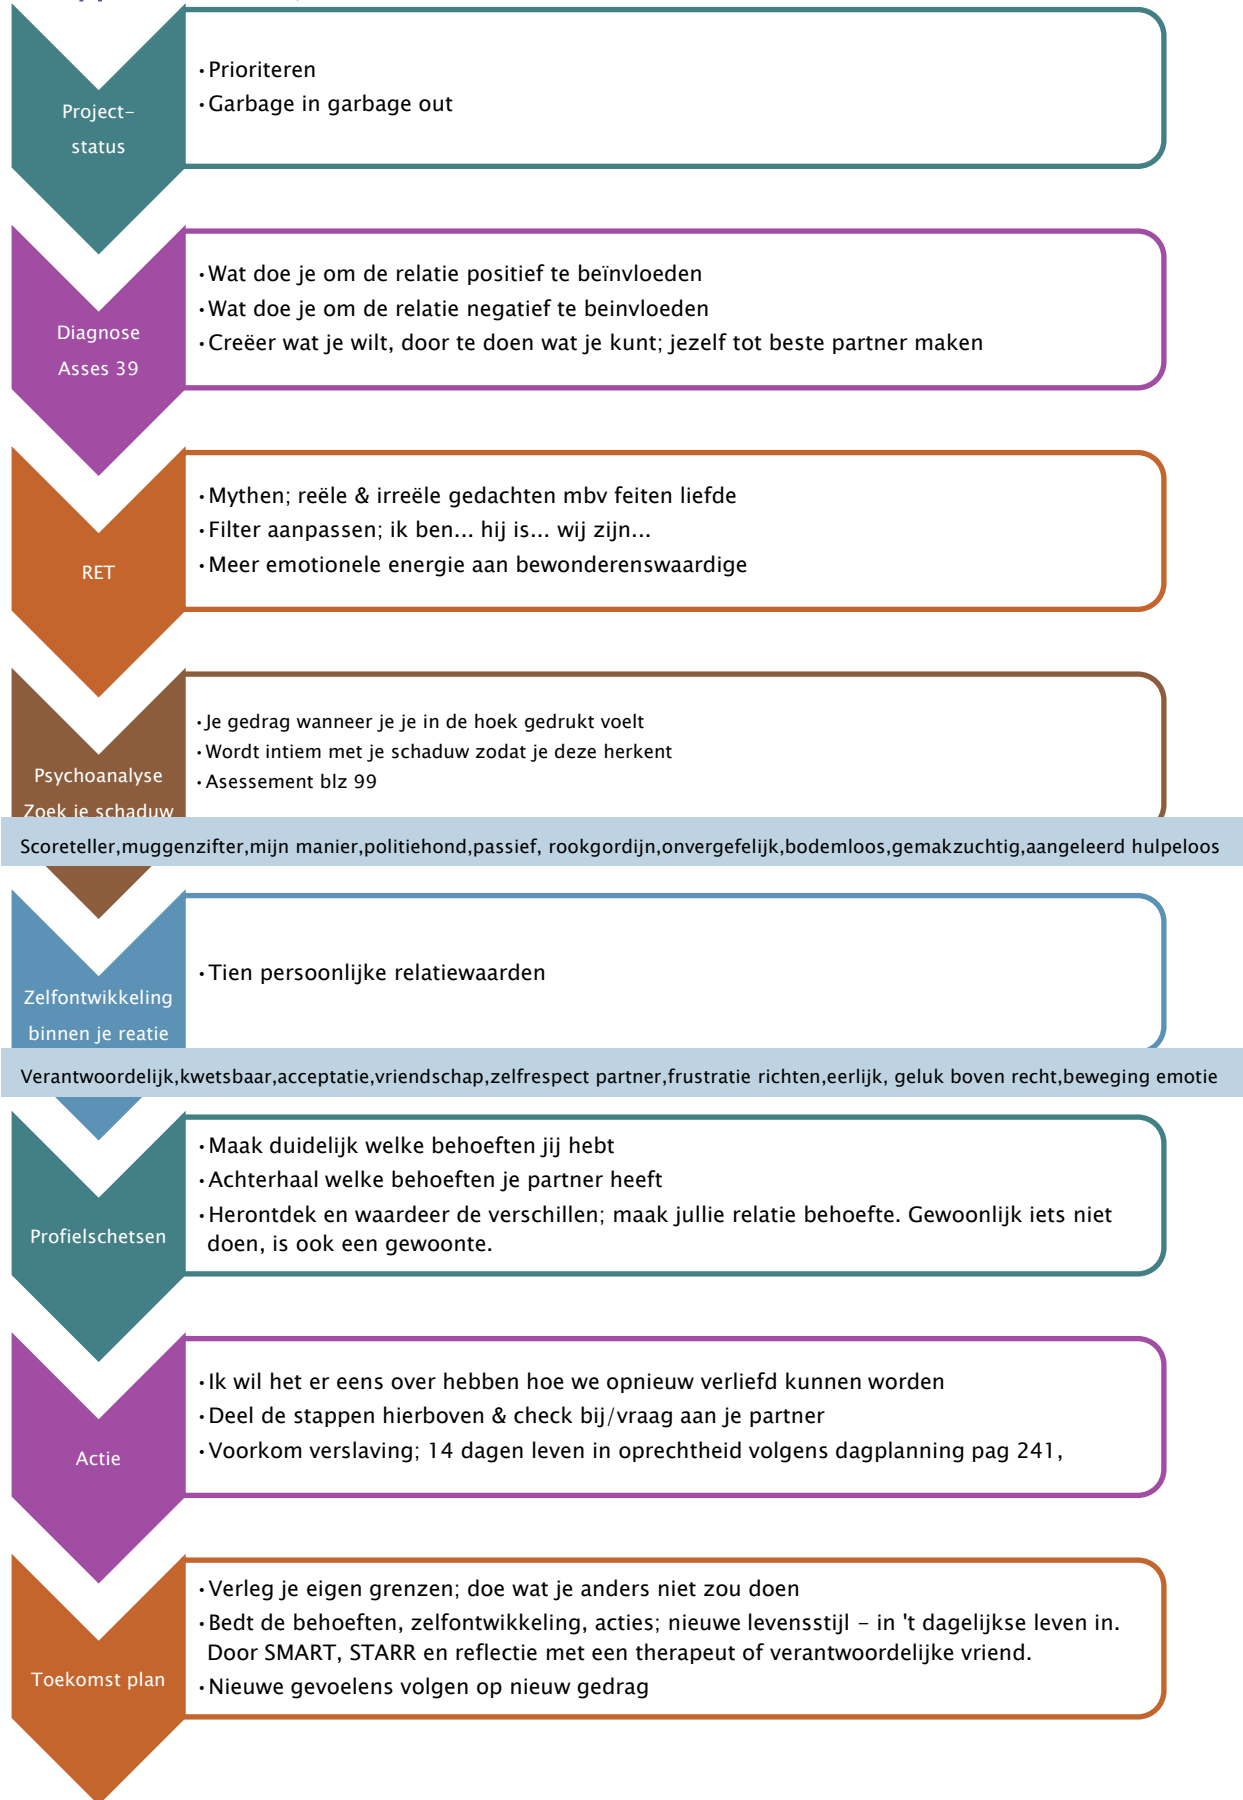 Project-
status
•Prioriteren
•Garbage in garbage out
Diagnose
Asses 39
•Wat doe je om de relatie positief te beïnvloeden
•Wat doe je om de relatie negatief te beinvloeden
•Creëer wat je wilt, door te doen wat je kunt; jezelf tot beste partner maken
RET
•Mythen; reële & irreële gedachten mbv feiten liefde
•Filter aanpassen; ik ben... hij is... wij zijn...
•Meer emotionele energie aan bewonderenswaardige
Psychoanalyse
Zoek je schaduw
•Je gedrag wanneer je je in de hoek gedrukt voelt
•Wordt intiem met je schaduw zodat je deze herkent
•Asessement blz 99
Scoreteller,muggenzifter,mijn manier,politiehond,passief, rookgordijn,onvergefelijk,bodemloos,gemakzuchtig,aangeleerd hulpeloos
Zelfontwikkeling
binnen je reatie
•Tien persoonlijke relatiewaarden
Verantwoordelijk,kwetsbaar,acceptatie,vriendschap,zelfrespect partner,frustratie richten,eerlijk, geluk boven recht,beweging emotie
Profielschetsen
•Maak duidelijk welke behoeften jij hebt
•Achterhaal welke behoeften je partner heeft
•Herontdek en waardeer de verschillen; maak jullie relatie behoefte. Gewoonlijk iets niet
doen, is ook een gewoonte.
Actie
•Ik wil het er eens over hebben hoe we opnieuw verliefd kunnen worden
•Deel de stappen hierboven & check bij/vraag aan je partner
•Voorkom verslaving; 14 dagen leven in oprechtheid volgens dagplanning pag 241,
Toekomst plan
•Verleg je eigen grenzen; doe wat je anders niet zou doen
•Bedt de behoeften, zelfontwikkeling, acties; nieuwe levensstijl – in 't dagelijkse leven in.
Door SMART, STARR en reflectie met een therapeut of verantwoordelijke vriend.
•Nieuwe gevoelens volgen op nieuw gedrag